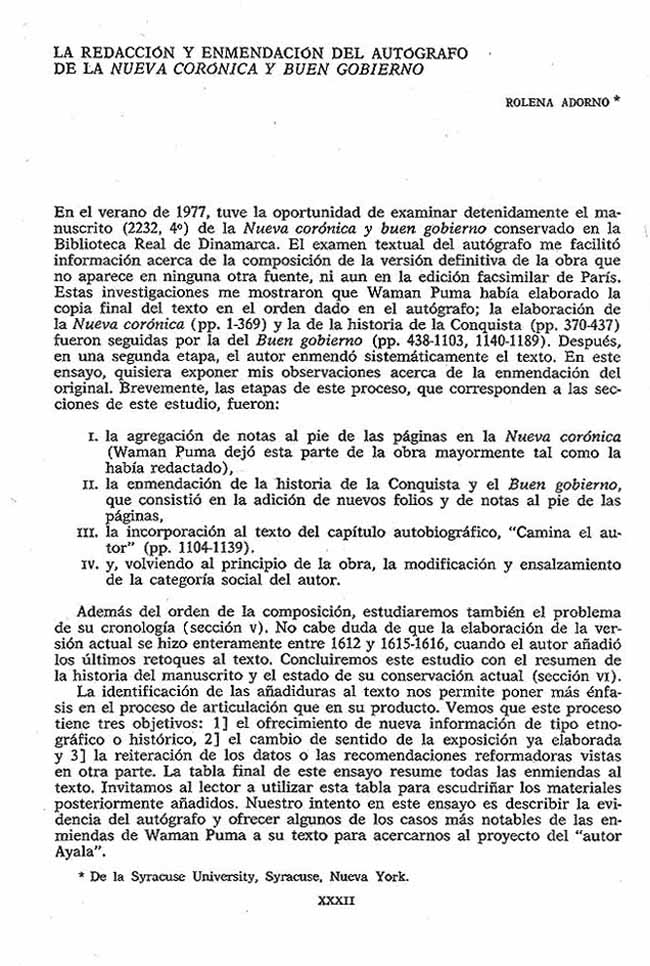 LA REDACCIÓN Y ENMENDACIÓN DEL AUTÓGRAFO
DE LA NUEVA CORÓNICA Y BUEN GOBIERNO
ROLENA ADORNO *
En el verano de 1977, tuve la oportunidad de examinar detenidamente el ma-
nuscrito (2232, 4º) de la Nueva corónica y buen gobierno conservado en la
Biblioteca Real de Dinamarca. El examen textual del autógrafo me facilitó
información acerca de la composición de la versión definitiva de la obra que
no aparece en ninguna otra fuente, ni aun en la edición facsimilar de París.
Estas investigaciones me mostraron que Waman Puma había elaborado la
copia final del texto en el orden dado en el autógrafo; la elaboración de
la Nueva corónica (pp. 1-369) y la de la historia de la Conquista (pp. 370-437)
fueron seguidas por la del Buen gobierno (pp. 438-1103, 1140-1189). Después,
en una segunda etapa, el autor enmendó sistemáticamente el texto. En este
ensayo, quisiera exponer mis observaciones acerca de la enmendación del
original. Brevemente, las etapas de este proceso, que corresponden a las sec-
ciones de este estudio, fueron:
I. la agregación de notas al pie de las páginas en la Nueva corónica
(Waman Puma dejó esta parte de la obra mayormente tal como la
había redactado),
II. la enmendación de la historia de la Conquista y el Buen gobierno,
que consistió en la adición de nuevos folios y de notas al pie de las
páginas,
III. la incorporación al texto del capítulo autobiográfico, "Camina el au-
tor" (pp. 1104-1139).
IV. y, volviendo al principio de la obra, la modificación y ensalzamiento
de la categoría social del autor.
Además del orden de la composición, estudiaremos también el problema
de su cronología (sección V). No cabe duda de que la elaboración de la ver-
sión actual se hizo enteramente entre 1612 y 1615-1616, cuando el autor añadió
los últimos retoques al texto. Concluiremos este estudio con el resumen de
la historia del manuscrito y el estado de su conservación actual (sección VI).
La identificación de las añadiduras al texto nos permite poner más énfa-
sis en el proceso de articulación que en su producto. Vemos que este proceso
tiene tres objetivos: 1] el ofrecimiento de nueva información de tipo etno-
gráfico o histórico, 2] el cambio de sentido de la exposición ya elaborada
y 3] la reiteración de los datos o las recomendaciones reformadoras vistas
en otra parte. La tabla final de este ensayo resume todas las enmiendas al
texto. Invitamos al lector a utilizar esta tabla para escudriñar los materiales
posteriormente añadidos. Nuestro intento en este ensayo es describir la evi-
dencia del autógrafo y ofrecer algunos de los casos más notables de las en-
miendas de Waman Puma a su texto para acercarnos al proyecto del "autor
Ayala".
* De la Syracuse University, Syracuse, Nueva York.
XXXII